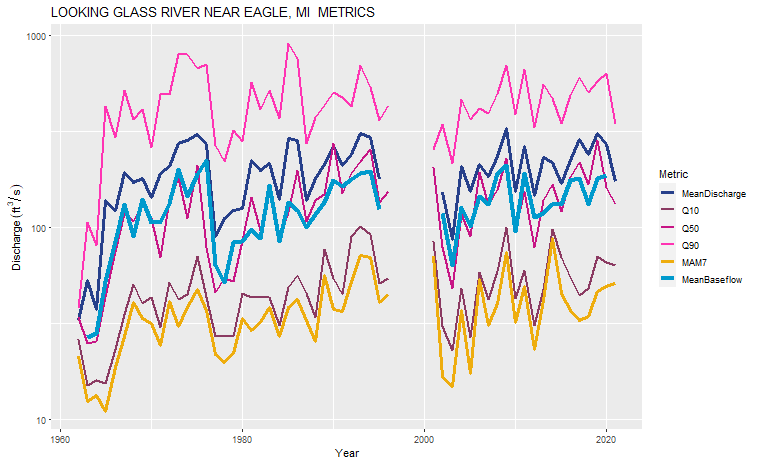 LOOKING GLASS RIVER NEAR EAGLE, MI  METRICS
1000
100
10
Discharge (ft³/s)
1960
1980
2000
2020
Year
Metric
MeanDischarge
Q10
Q50
Q90
MAM7
MeanBaseflow